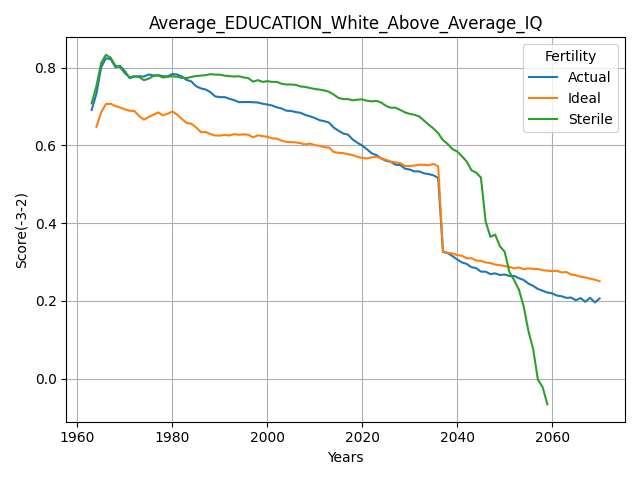 Average_EDUCATION_White_Above_Average_IQ
Fertility
Actual
Ideal
Sterile
Score(-3-2)
0.8
0.6
0.4
0.2
0.0
1960
1980
2000
2020
2040
2060
Years